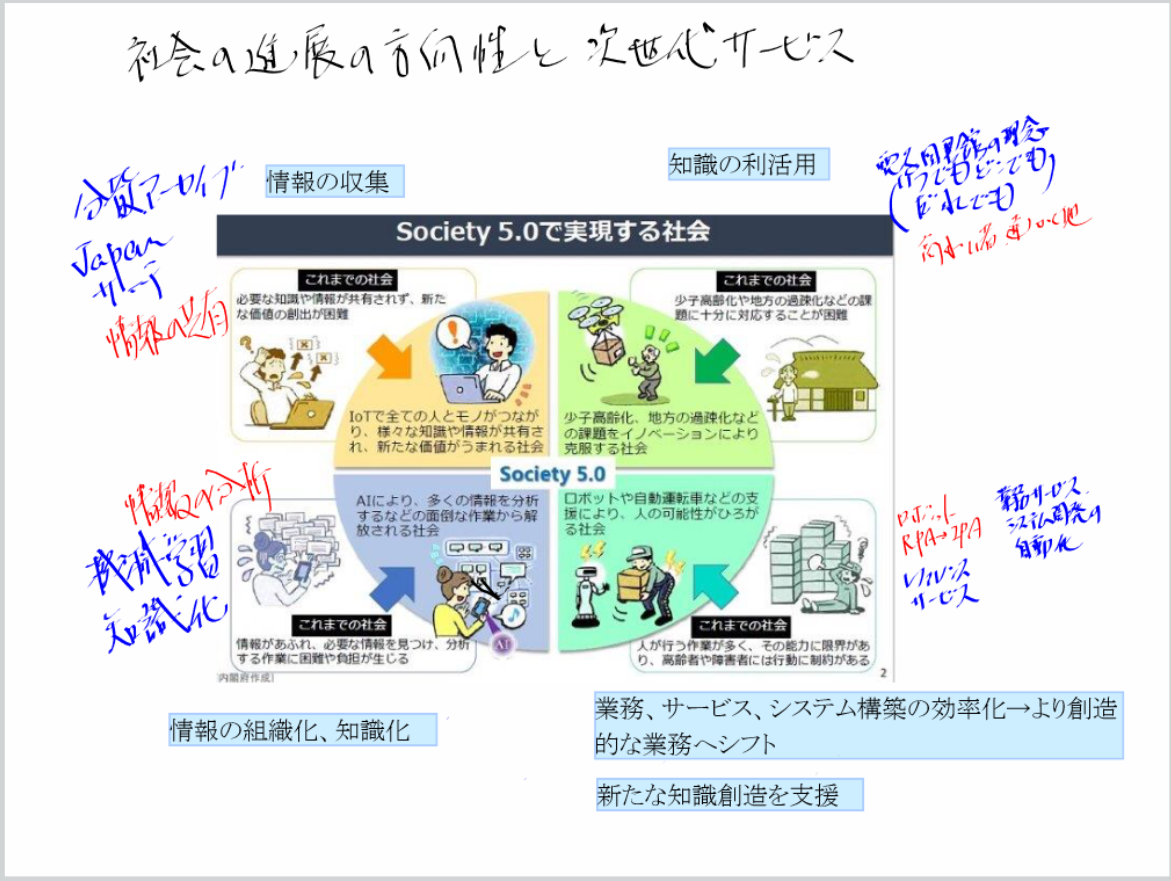 社会の進展の方向性と次世代サービス
知識の利活用
情報の収集
分散アーカイブ
Japan
サーチ
情報の共有
(いつでもどこでも
だれでも)
Society 5.0で実現する社会
これまでの社会
必要な知識や情報が共有されず、新た
な価値の創出が困難
IoTで全ての人とモノがつなが
り、様々な知識や情報が共有さ
れ、新たな価値がうまれる社会
これまでの社会
少子高齢化や地方の過疎化などの課
題に十分に対応することが困難
少子高齢化、地方の過疎化など
の課題をイノベーションにより
克服する社会
Society 5.0
AIにより、多くの情報を分析
するなどの面倒な作業から解
放される社会
AI
これまでの社会
情報があふれ、必要な情報を見つけ、分析
する作業に困難や負担が生じる
ロボットや自動運転車などの支
援により、人の可能性がひろが
る社会
これまでの社会
人が行う作業が多く、その能力に限界があ
り、高齢者や障害者には行動に制約がある
[内閣府作成]
2
情報の分析
機械学習
知識化
ロボット
RPA→IPA
レファレンス
サービス
業務サービス
システム開発の
自動化
情報の組織化、知識化
業務、サービス、システム構築の効率化→より創造
的な業務へシフト
新たな知識創造を支援